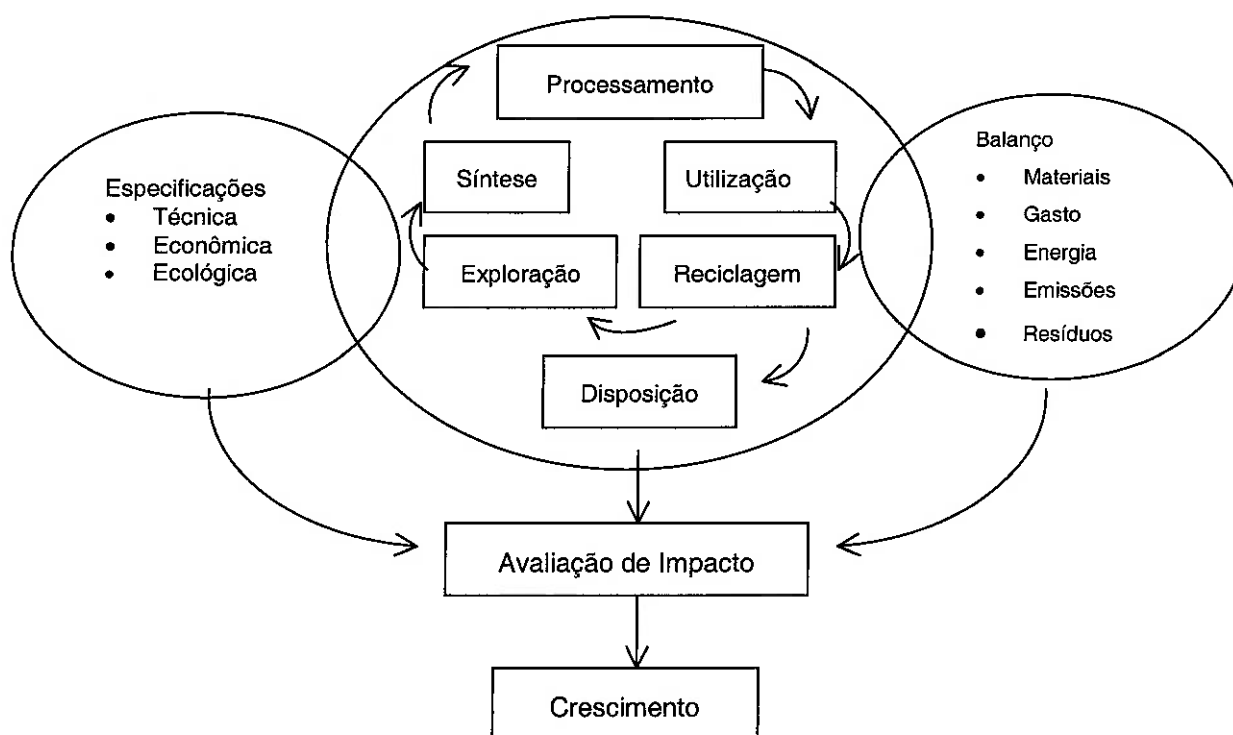 Processamento
Síntese
Utilização
Exploração
Reciclagem
Disposição
Especificações
• Técnica
• Econômica
• Ecológica
Balanço
• Materiais
• Gasto
• Energia
• Emissões
• Resíduos
Avaliação de Impacto
Crescimento